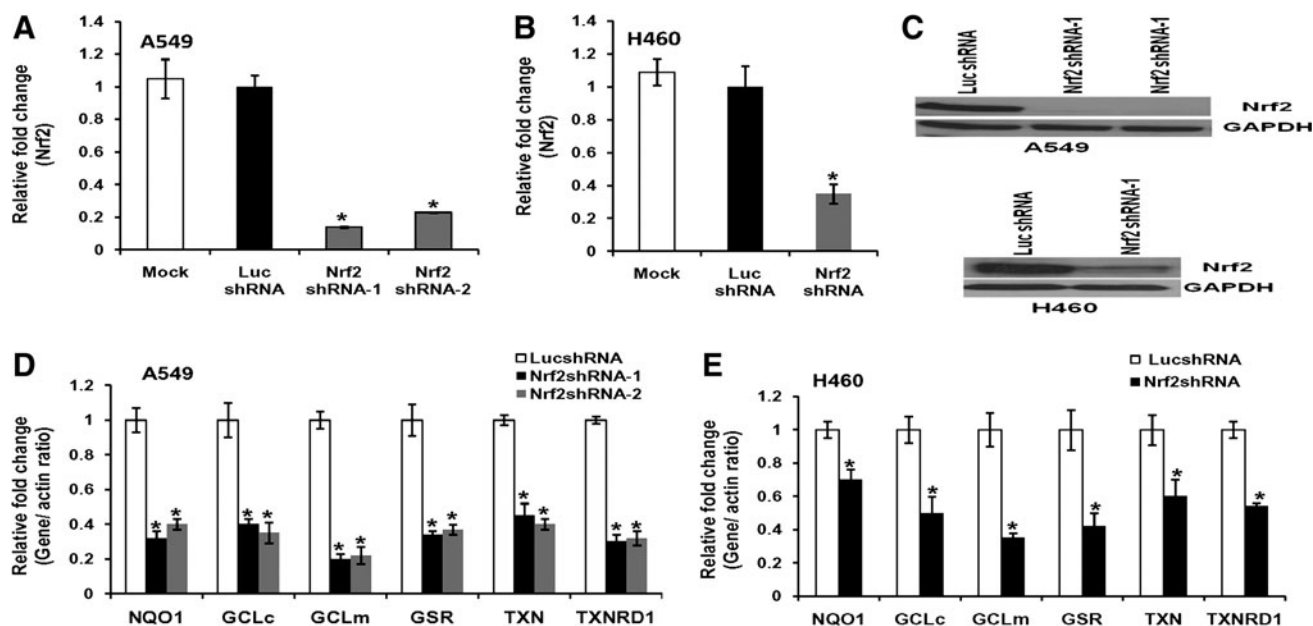 A
A549
Relative fold change
(Nrf2)
1.4
1.2
1
0.8
0.6
0.4
0.2
0
*
*
Mock
Luc
shRNA
Nrf2
shRNA-1
Nrf2
shRNA-2
B
H460
Relative fold change
(Nrf2)
1.4
1.2
1
0.8
0.6
0.4
0.2
0
*
Mock
Luc
shRNA
Nrf2
shRNA
C
Luc shRNA
Nrf2 shRNA-1
Nrf2 shRNA-1
Nrf2
GAPDH
A549
Luc shRNA
Nrf2 shRNA-1
Nrf2
GAPDH
H460
D
A549
LucshRNA
Nrf2shRNA-1
Nrf2shRNA-2
Relative fold change
(Gene/ actin ratio)
1.4
1.2
1
0.8
0.6
0.4
0.2
0
* *
* *
* *
* *
* *
* *
NQO1 GCLc GCLm GSR TXN TXNRD1
E
H460
LucshRNA
Nrf2shRNA
Relative fold change
(Gene/ actin ratio)
1.4
1.2
1
0.8
0.6
0.4
0.2
0
* * * * * *
NQO1 GCLc GCLm GSR TXN TXNRD1